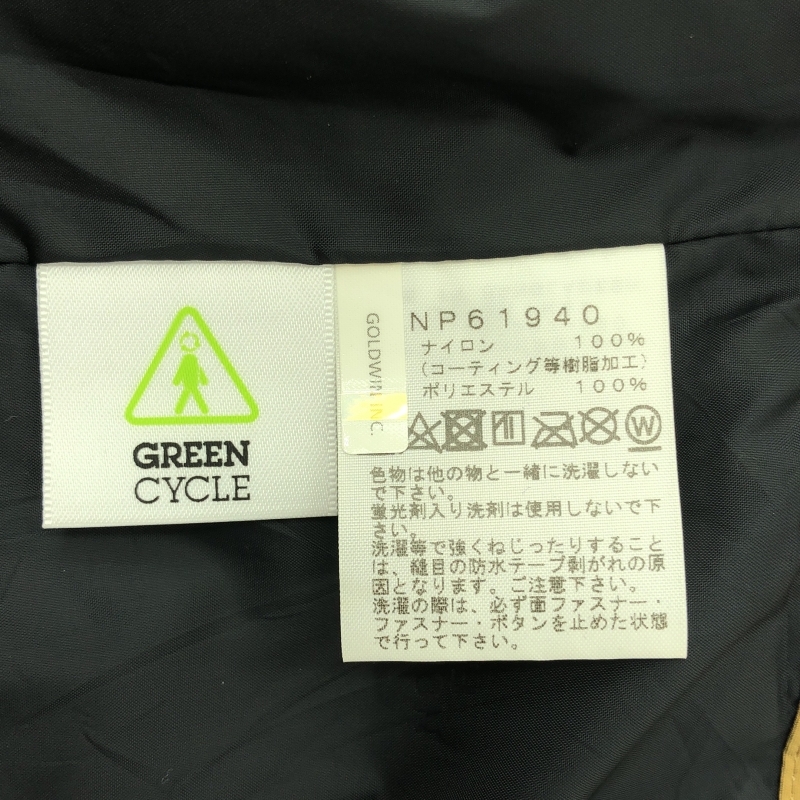 GREEN
CYCLE
GOLDWIN INC.
NP61940
ナイロン 100%
(コーティング等樹脂加工)
ポリエステル 100%
W
色物は他の物と一緒に洗濯しない
で下さい。
蛍光剤入り洗剤は使用しないで下
さい。
洗濯等で強くねじったりすること
は、縫目の防水テープ剥がれの原
因となります。ご注意下さい。
洗濯の際は、必ず面ファスナー・
ファスナー・ボタンを止めた状態
で行って下さい。